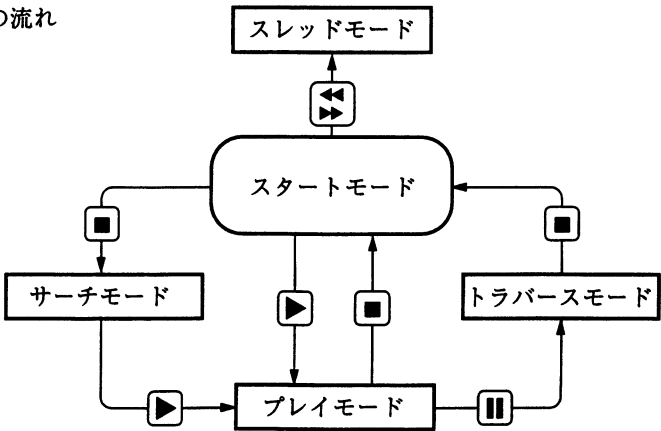 の流れ
スレッドモード
スタートモード
サーチモード
トラバースモード
プレイモード